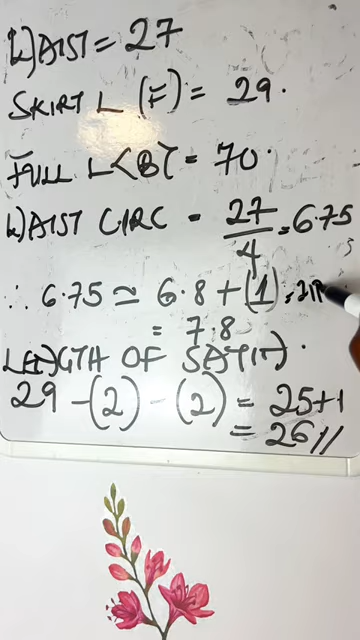 WAIST = 27
SKIRT L (F) = 29.
FULL L(B) = 70.
WAIST CIRC = 27/4 = 6.75
∴ 6.75 ≃ 6.8 + (1)
= 7.8
LENGTH OF
29 - (2) - (2) = 25+1
= 26//